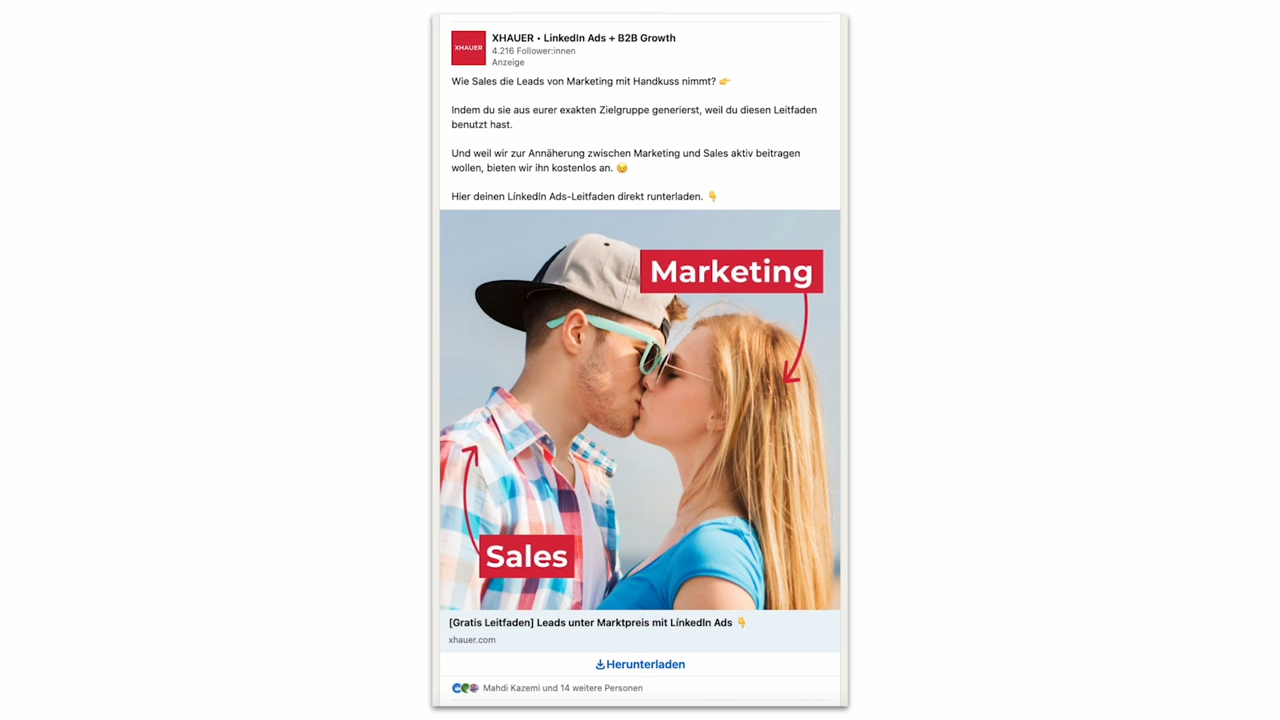 XHAUER
XHAUER • LinkedIn Ads + B2B Growth
4.216 Follower:innen
Anzeige
Wie Sales die Leads von Marketing mit Handkuss nimmt? 👉
Indem du sie aus eurer exakten Zielgruppe generierst, weil du diesen Leitfaden
benutzt hast.
Und weil wir zur Annäherung zwischen Marketing und Sales aktiv beitragen
wollen, bieten wir ihn kostenlos an. 😉
Hier deinen LínkedIn Ads-Leitfaden direkt runterladen. 👇
Marketing
Sales
[Gratis Leitfaden] Leads unter Marktpreis mit LínkedIn Ads 👇
xhauer.com
Herunterladen
Mahdi Kazemi und 14 weitere Personen